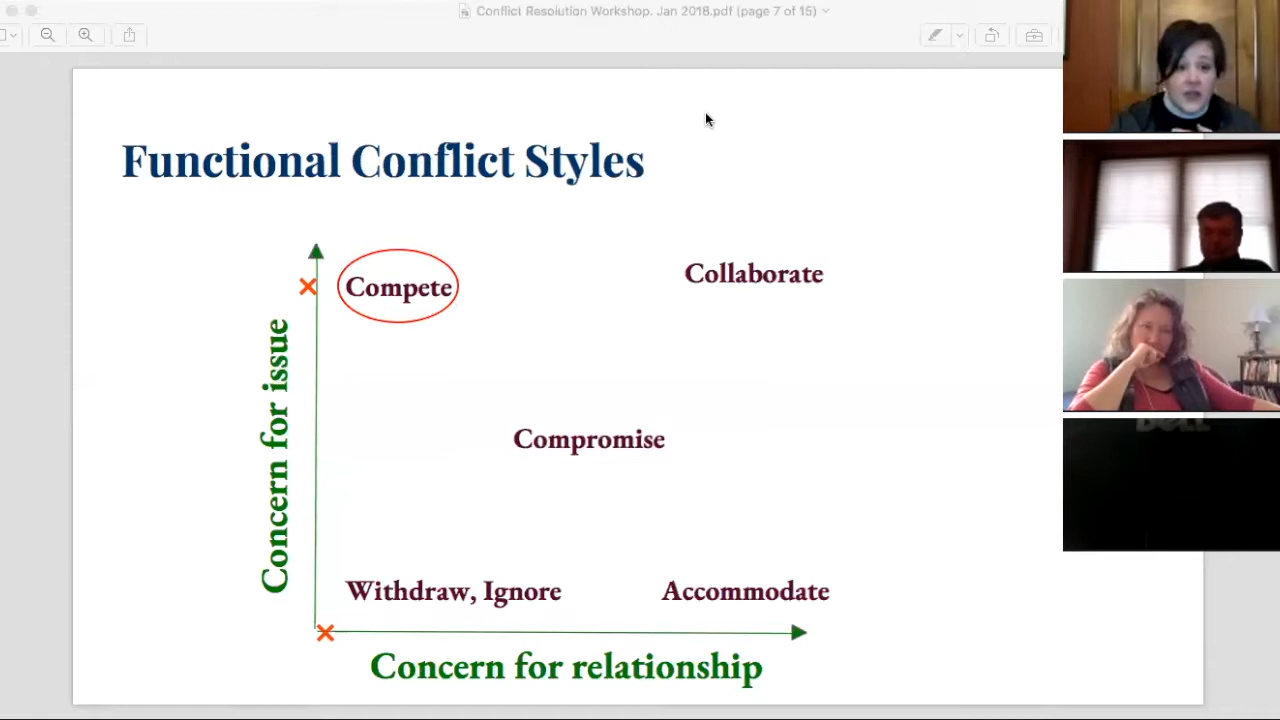 Conflict Resolution Workshop. Jan 2018.pdf (page 7 of 15)
Functional Conflict Styles
Compete
Collaborate
Concern for issue
Compromise
Withdraw, Ignore
Accommodate
Concern for relationship
DELL